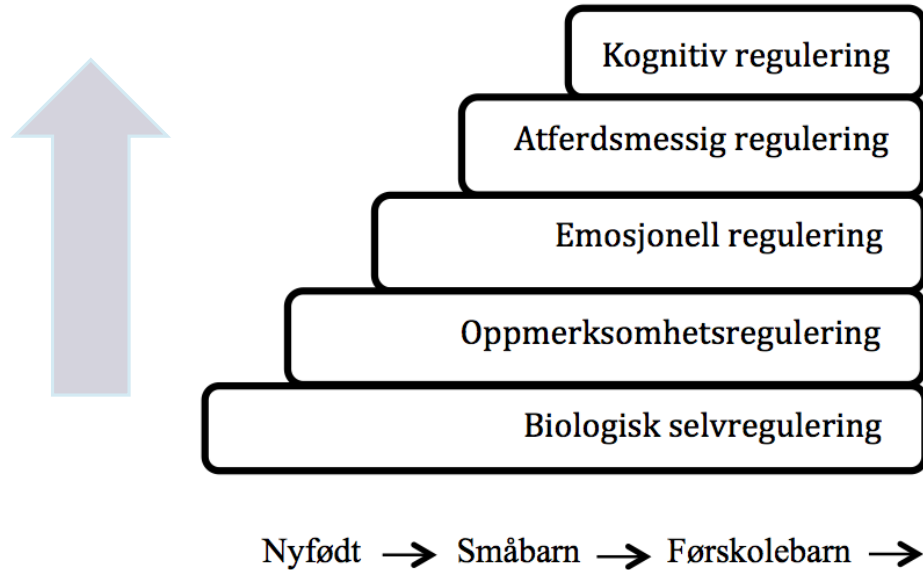 Kognitiv regulering
Atferdsmessig regulering
Emosjonell regulering
Oppmerksomhetsregulering
Biologisk selvregulering
Nyfødt → Småbarn → Førskolebarn →